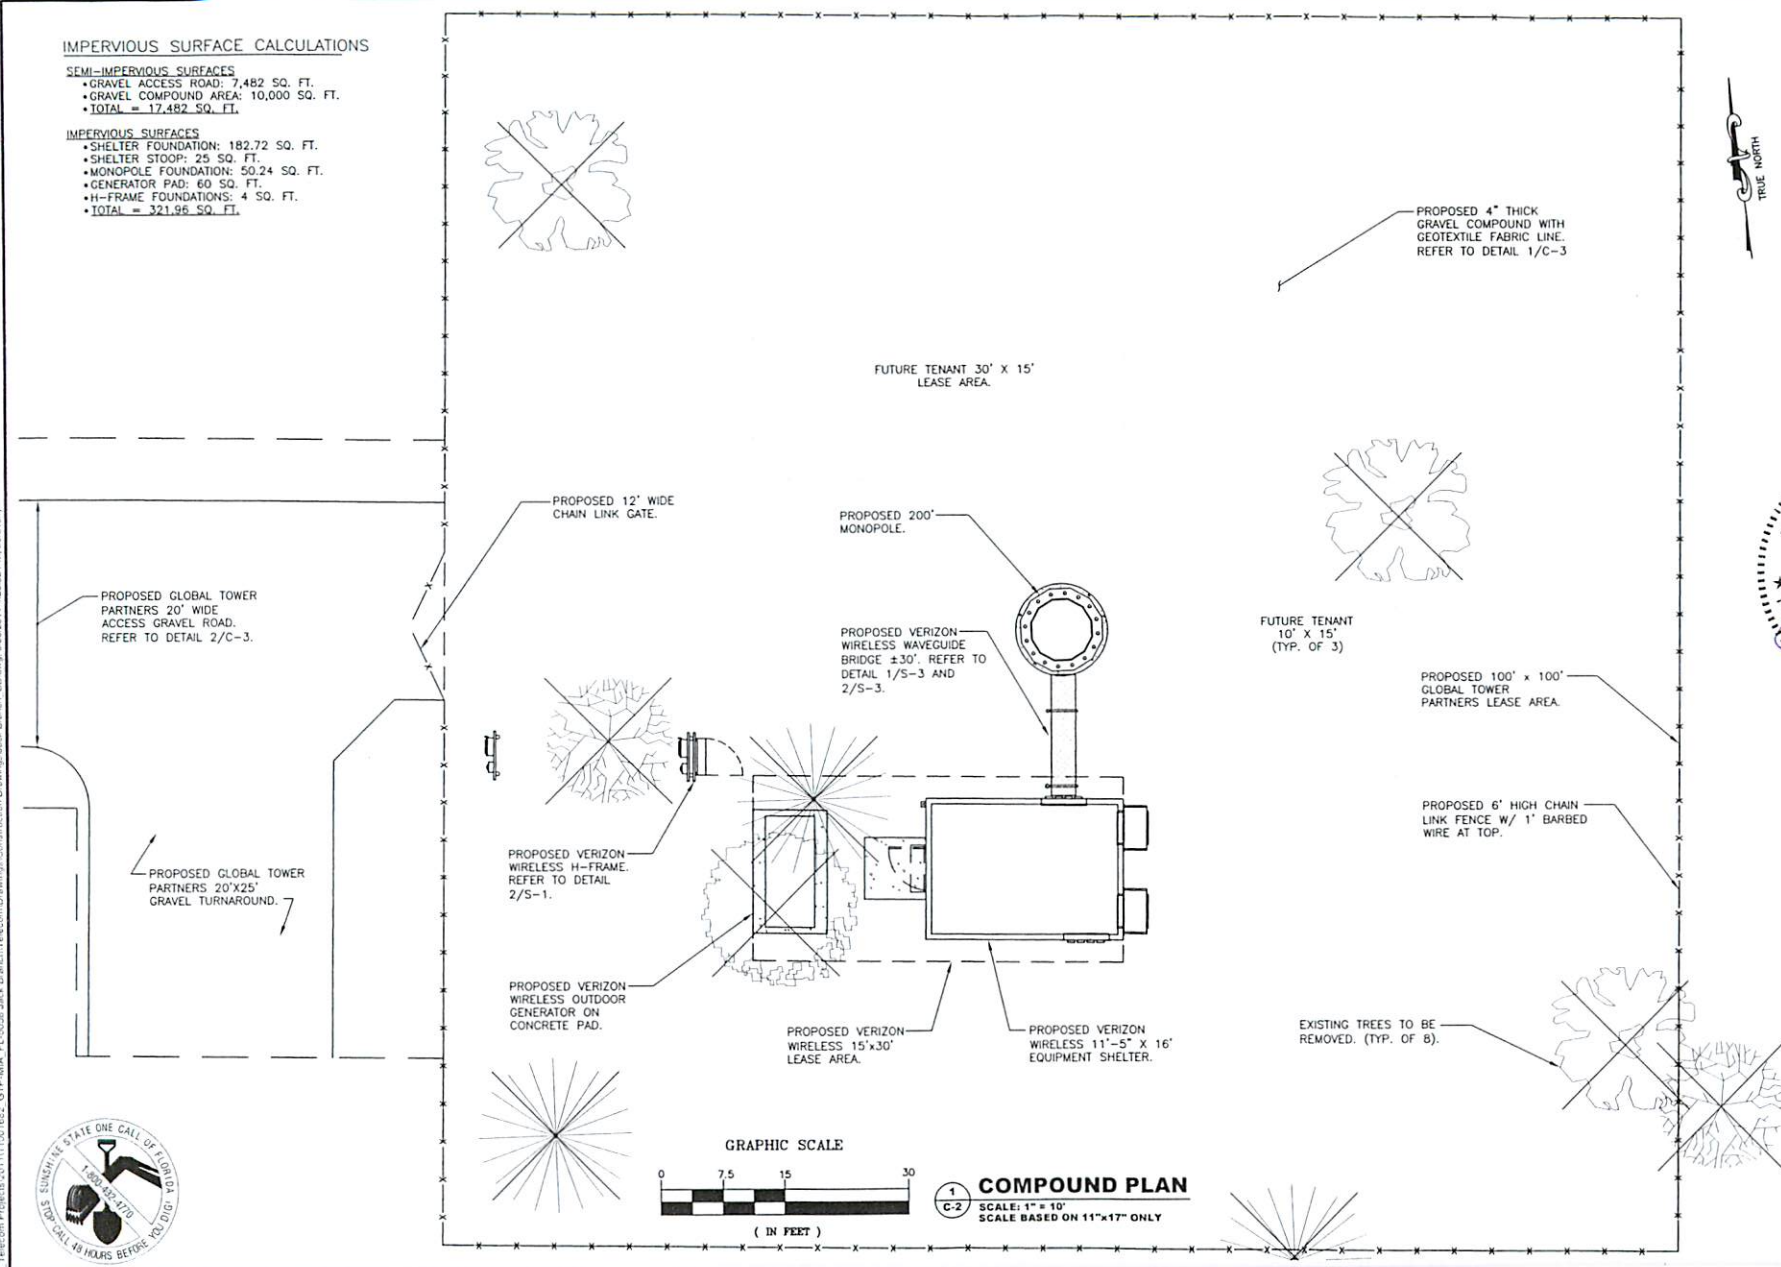 IMPERVIOUS SURFACE CALCULATIONS
SEMI-IMPERVIOUS SURFACES
•GRAVEL ACCESS ROAD: 7,482 SQ. FT.
•GRAVEL COMPOUND AREA: 10,000 SQ. FT.
•TOTAL = 17,482 SQ. FT.
IMPERVIOUS SURFACES
•SHELTER FOUNDATION: 182.72 SQ. FT.
•SHELTER STOOP: 25 SQ. FT.
•MONOPOLE FOUNDATION: 50.24 SQ. FT.
•GENERATOR PAD: 60 SQ. FT.
•H-FRAME FOUNDATIONS: 4 SQ. FT.
•TOTAL = 321.96 SQ. FT.
TRUE NORTH
PROPOSED 4" THICK
GRAVEL COMPOUND WITH
GEOTEXTILE FABRIC LINE.
REFER TO DETAIL 1/C-3
FUTURE TENANT 30' X 15'
LEASE AREA.
PROPOSED 12' WIDE
CHAIN LINK GATE.
PROPOSED 200'
MONOPOLE.
PROPOSED GLOBAL TOWER
PARTNERS 20' WIDE
ACCESS GRAVEL ROAD.
REFER TO DETAIL 2/C-3.
PROPOSED VERIZON
WIRELESS WAVEGUIDE
BRIDGE ±30'. REFER TO
DETAIL 1/S-3 AND
2/S-3.
FUTURE TENANT
10' X 15'
(TYP. OF 3)
PROPOSED 100' x 100'
GLOBAL TOWER
PARTNERS LEASE AREA.
PROPOSED 6' HIGH CHAIN
LINK FENCE W/ 1' BARBED
WIRE AT TOP.
PROPOSED GLOBAL TOWER
PARTNERS 20'X25'
GRAVEL TURNAROUND.
PROPOSED VERIZON
WIRELESS H-FRAME.
REFER TO DETAIL
2/S-1.
PROPOSED VERIZON
WIRELESS OUTDOOR
GENERATOR ON
CONCRETE PAD.
PROPOSED VERIZON
WIRELESS 15'x30'
LEASE AREA.
PROPOSED VERIZON
WIRELESS 11'-5" X 16'
EQUIPMENT SHELTER.
EXISTING TREES TO BE
REMOVED. (TYP. OF 8).
SUNSHINE STATE ONE CALL OF FLORIDA
1-800-432-4770
STOP CALL 48 HOURS BEFORE YOU DIG!
GRAPHIC SCALE
0 7.5 15 30
( IN FEET )
1
C-2
COMPOUND PLAN
SCALE: 1" = 10'
SCALE BASED ON 11"x17" ONLY